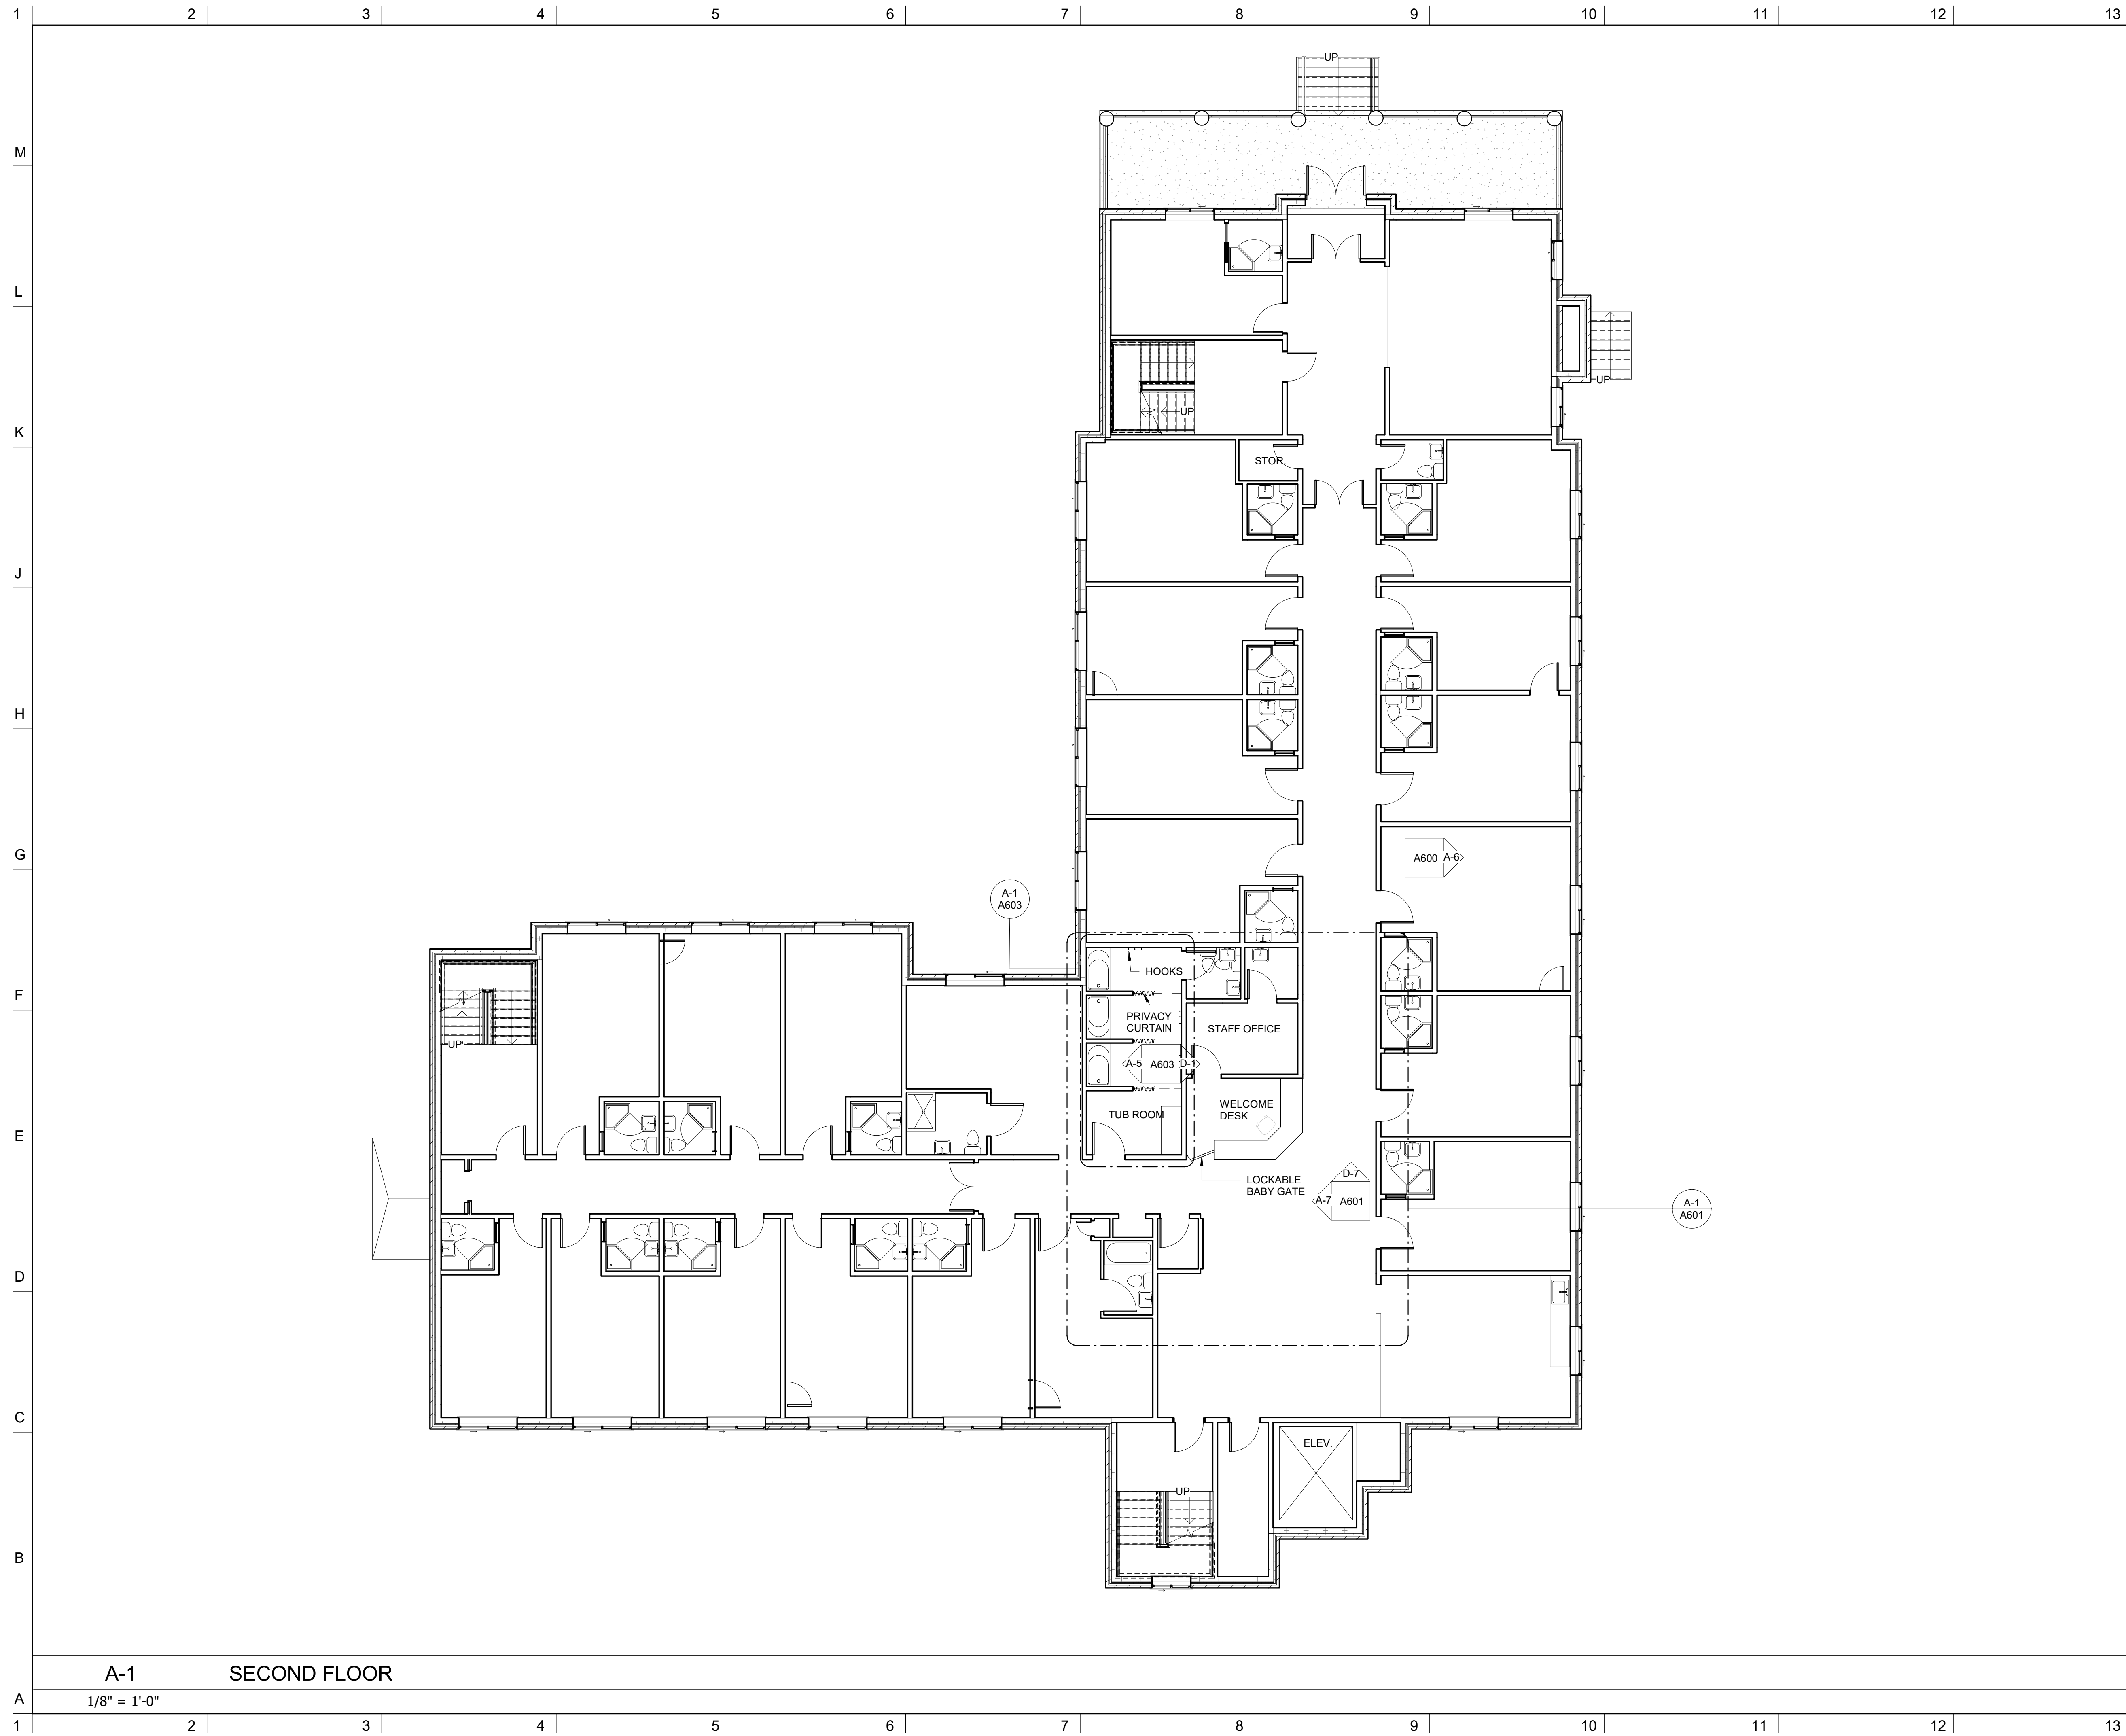 1 2 3 4 5 6 7 8 9 10 11 12 13
UP
M
L
UP
UP
K
STOR.
J
H
G
A600 A-6
A-1
A603
HOOKS
F
PRIVACY
CURTAIN
STAFF OFFICE
UP
A-5 A603 D-1
WELCOME
DESK
TUB ROOM
E
LOCKABLE
BABY GATE
D-7
A-7 A601
A-1
A601
D
C
ELEV.
UP
B
A-1 SECOND FLOOR
A
1/8" = 1'-0"
1 2 3 4 5 6 7 8 9 10 11 12 13